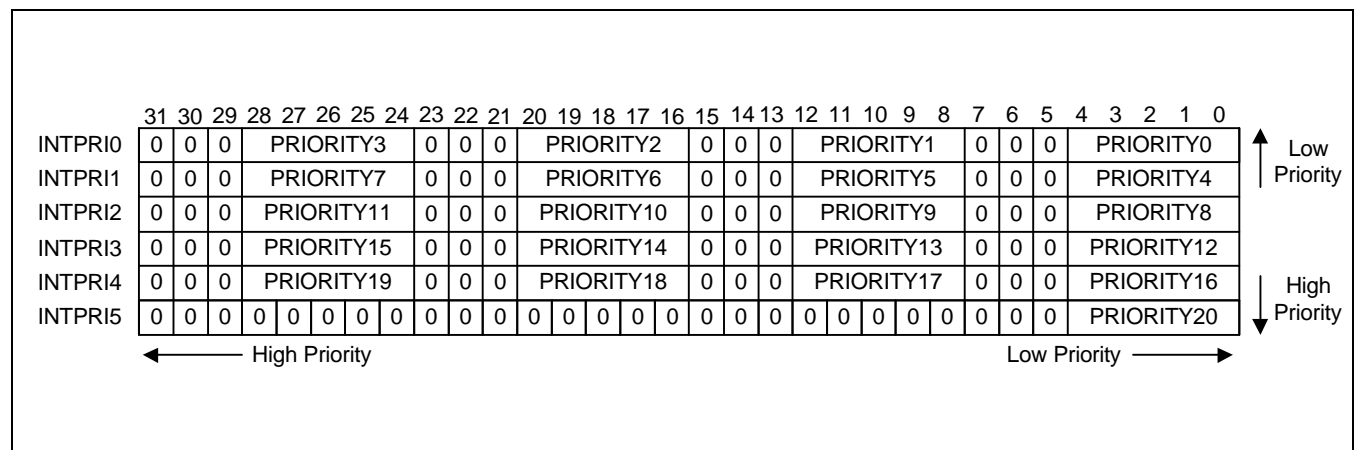 31 30 29 28 27 26 25 24 23 22 21 20 19 18 17 16 15 14 13 12 11 10 9 8 7 6 5 4 3 2 1 0
INTPRI0 0 0 0 PRIORITY3 0 0 0 PRIORITY2 0 0 0 PRIORITY1 0 0 0 PRIORITY0 Low
INTPRI1 0 0 0 PRIORITY7 0 0 0 PRIORITY6 0 0 0 PRIORITY5 0 0 0 PRIORITY4 Priority
INTPRI2 0 0 0 PRIORITY11 0 0 0 PRIORITY10 0 0 0 PRIORITY9 0 0 0 PRIORITY8
INTPRI3 0 0 0 PRIORITY15 0 0 0 PRIORITY14 0 0 0 PRIORITY13 0 0 0 PRIORITY12
INTPRI4 0 0 0 PRIORITY19 0 0 0 PRIORITY18 0 0 0 PRIORITY17 0 0 0 PRIORITY16 High
INTPRI5 0 0 0 0 0 0 0 0 0 0 0 0 0 0 0 0 0 0 0 0 0 0 0 0 0 0 0 PRIORITY20 Priority
High Priority Low Priority